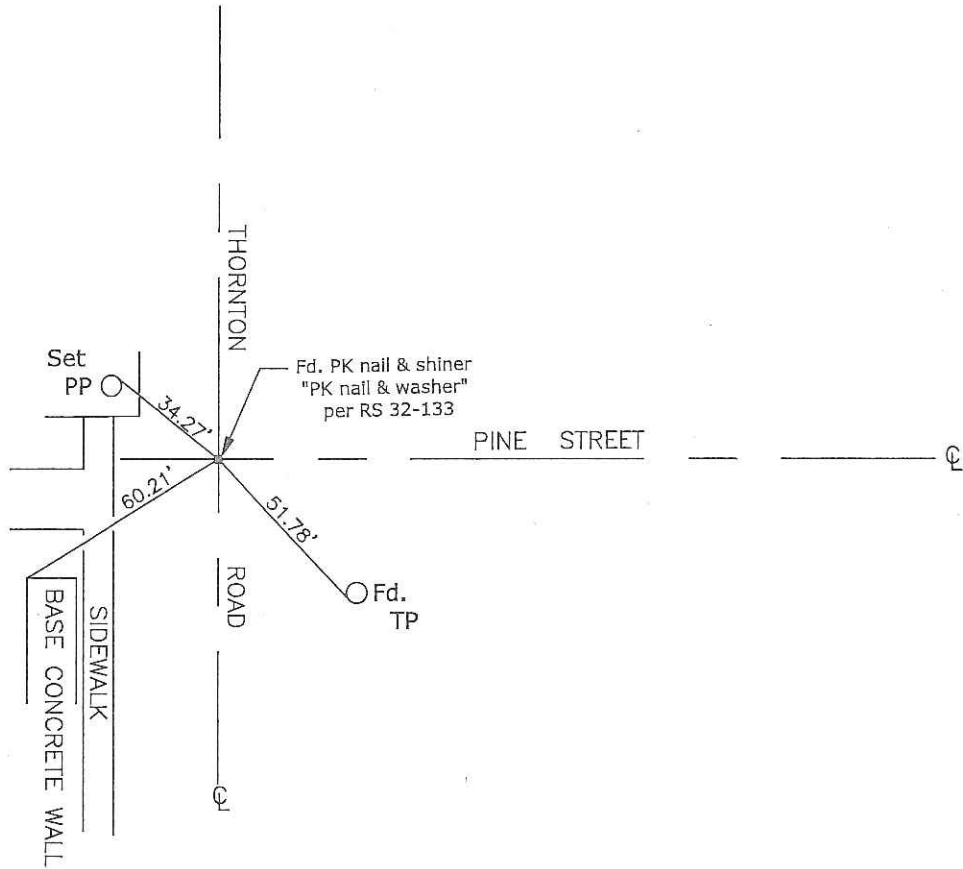 THORNTON
Set
PP
34.27'
Fd. PK nail & shiner
"PK nail & washer"
per RS 32-133
PINE STREET
℄
60.21'
51.78'
Fd.
TP
ROAD
SIDEWALK
BASE CONCRETE WALL
℄